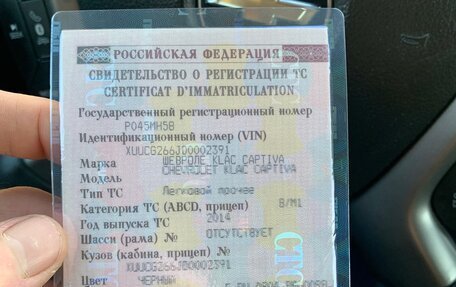 РОССИЙСКАЯ ФЕДЕРАЦИЯ
СВИДЕТЕЛЬСТВО О РЕГИСТРАЦИИ ТС
CERTIFICAT D'IMMATRICULATION
Государственный регистрационный номер
Р045МН58
Идентификационный номер (VIN)
XUUCG266JD0002391
Марка ШЕВРОЛЕ KLAC CAPTIVA
Модель CHEVROLET KLAC CAPTIVA
Тип ТС Легковой прочее
Категория ТС (ABCD, прицеп) B/M1
Год выпуска ТС 2014
Шасси (рама) № ОТСУТСТВУЕТ
Кузов (кабина, прицеп) №
XUUCG266JD0002391
Цвет ЧЕРНЫЙ